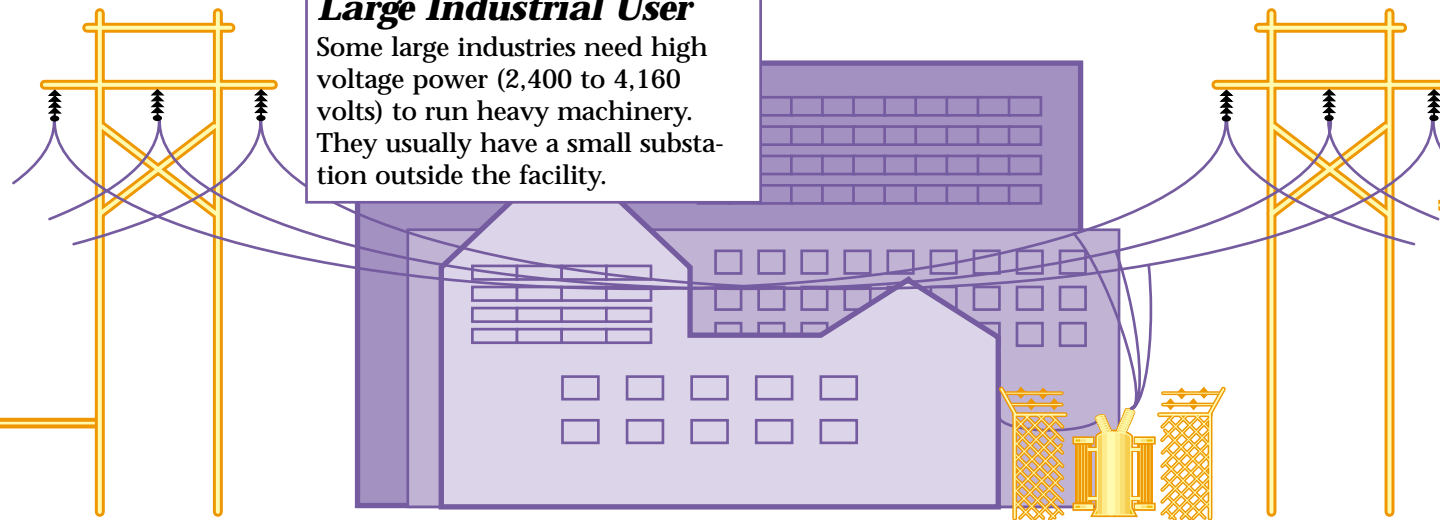 Large Industrial User
Some large industries need high
voltage power (2,400 to 4,160
volts) to run heavy machinery.
They usually have a small substa-
tion outside the facility.